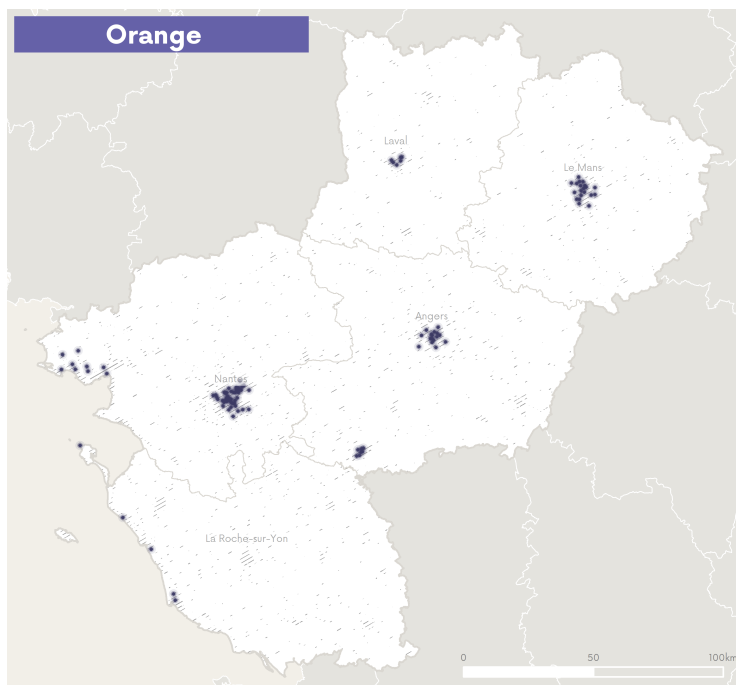 Orange
Laval
Le Mans
Angers
Nantes
La Roche-sur-Yon
0 50 100km